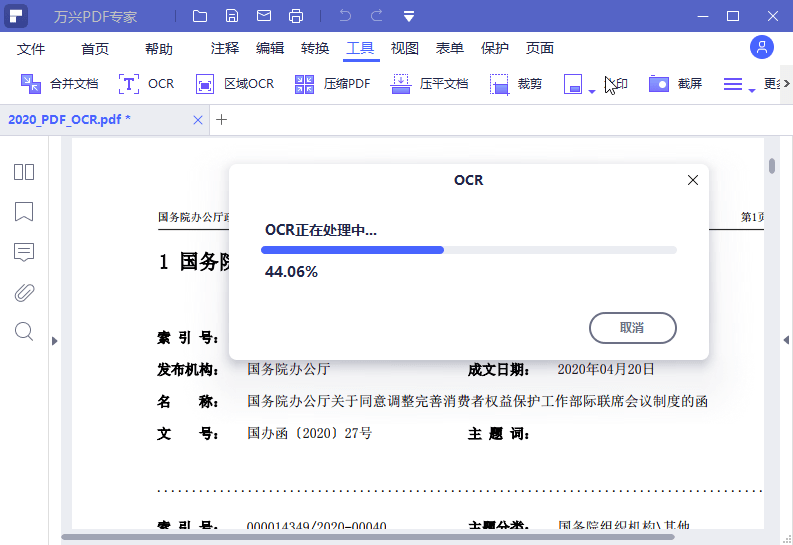 万兴PDF专家
文件 首页 帮助 注释 编辑 转换 工具 视图 表单 保护 页面
合并文档 OCR 区域OCR 压缩PDF 压平文档 裁剪 印 截屏 更多
2020_PDF_OCR.pdf *
OCR
国务院办公厅政 第1页
OCR正在处理中...
1 国务院
44.06%
取消
索 引 号:
发布机构: 国务院办公厅 成文日期: 2020年04月20日
名 称: 国务院办公厅关于同意调整完善消费者权益保护工作部际联席会议制度的函
文 号: 国办函〔2020〕27号 主 题 词:
索 引 号: 000014349/2020-00040 主题分类: 国务院组织机构\其他